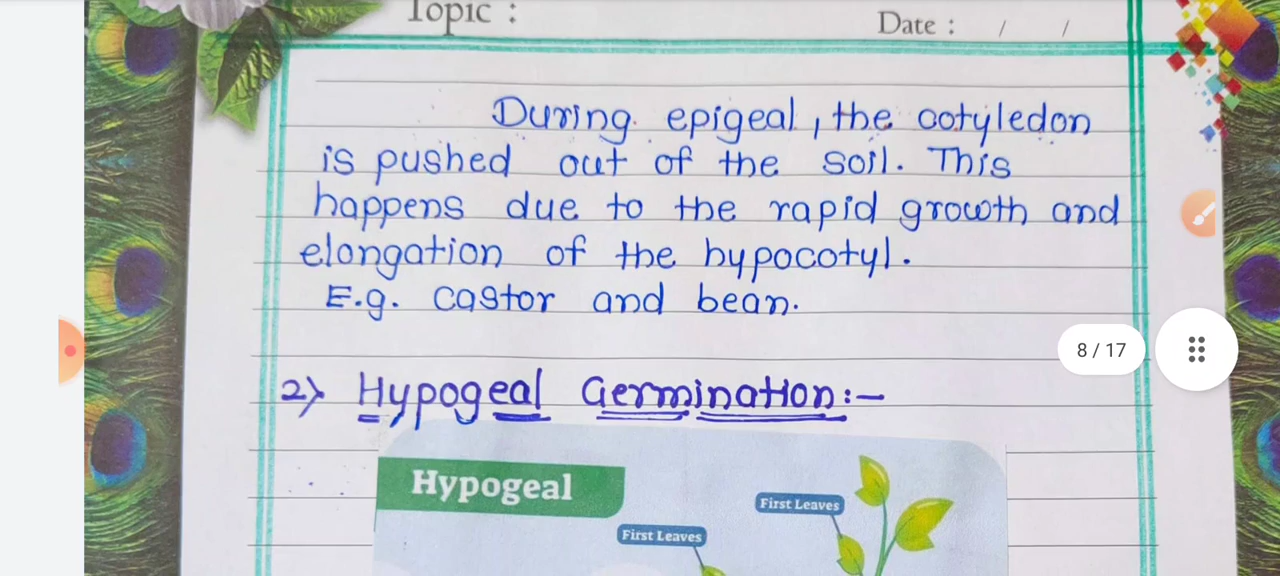 Topic :
Date : / /
During epigeal, the cotyledon
is pushed out of the soil. This
happens due to the rapid growth and
elongation of the hypocotyl.
E.g. castor and bean.
8 / 17
2) Hypogeal Germination:-
Hypogeal
First Leaves
First Leaves